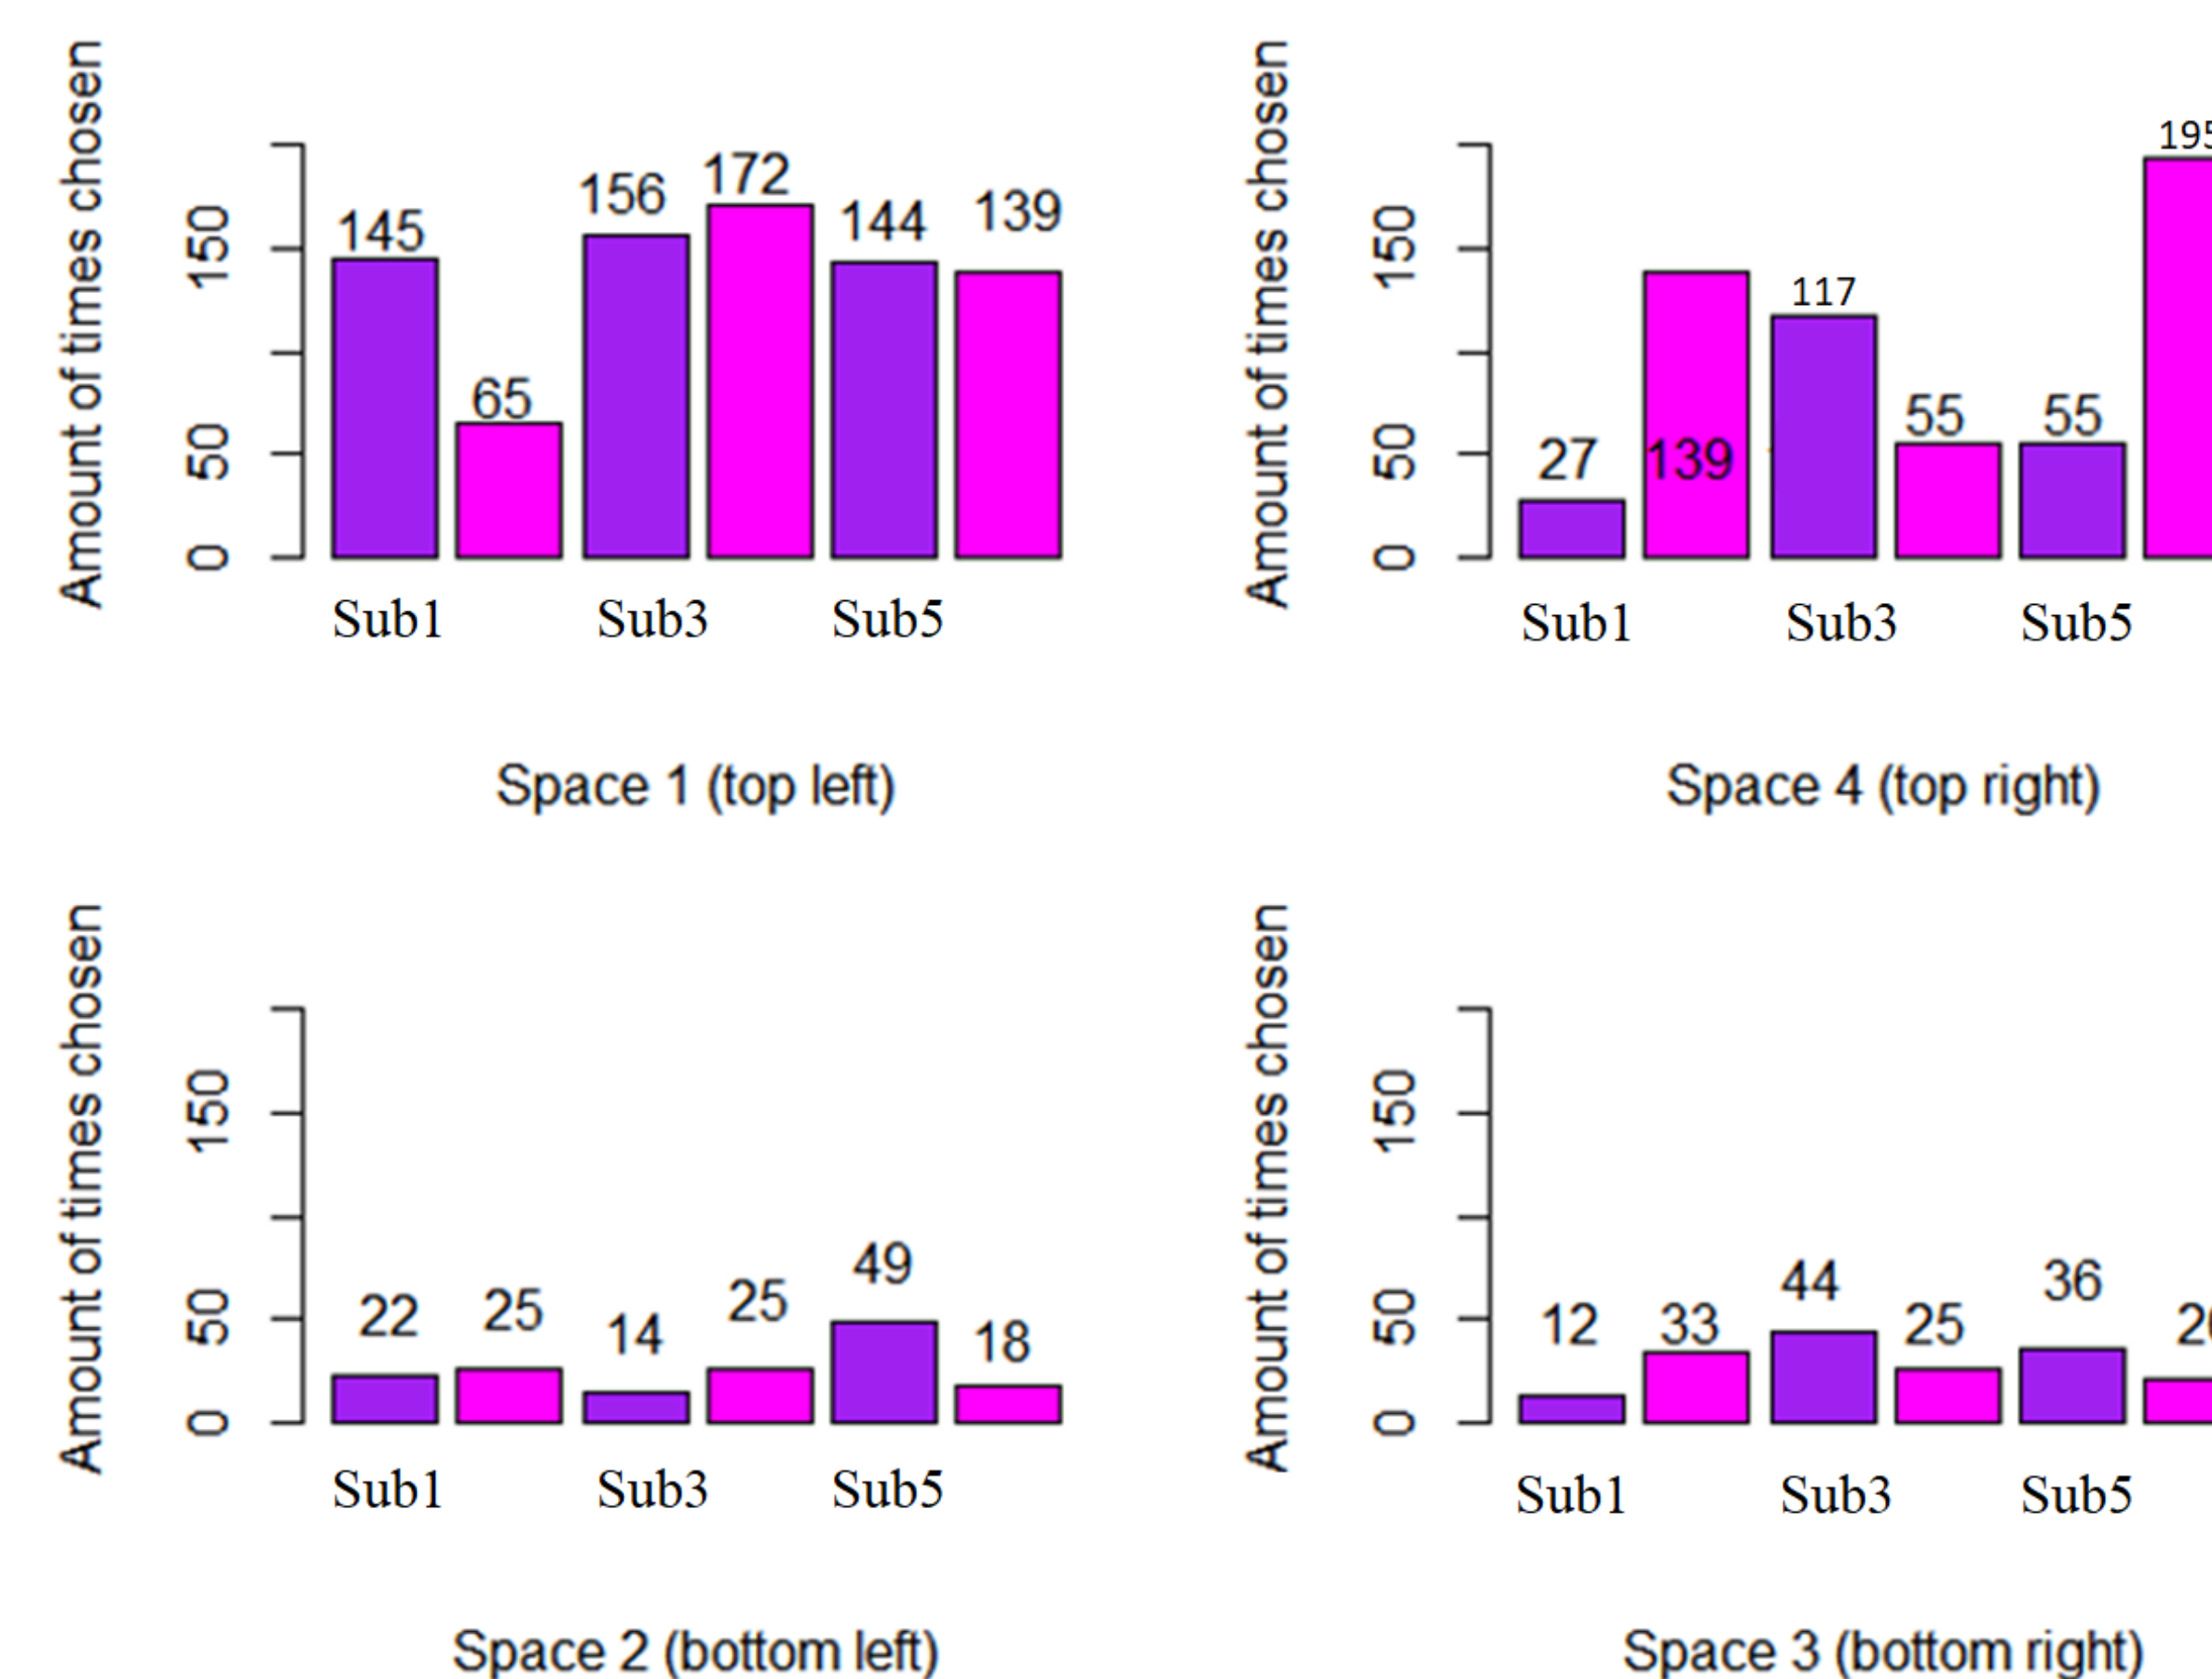 Amount of times chosen
150
50
0
145
65
156
172
144
139
Sub1 Sub3 Sub5
Space 1 (top left)
Amount of times chosen
150
50
0
27
139
117
55
55
195
Sub1 Sub3 Sub5
Space 4 (top right)
Amount of times chosen
150
50
0
22
25
14
25
49
18
Sub1 Sub3 Sub5
Space 2 (bottom left)
Amount of times chosen
150
50
0
12
33
44
25
36
Sub1 Sub3 Sub5
Space 3 (bottom right)